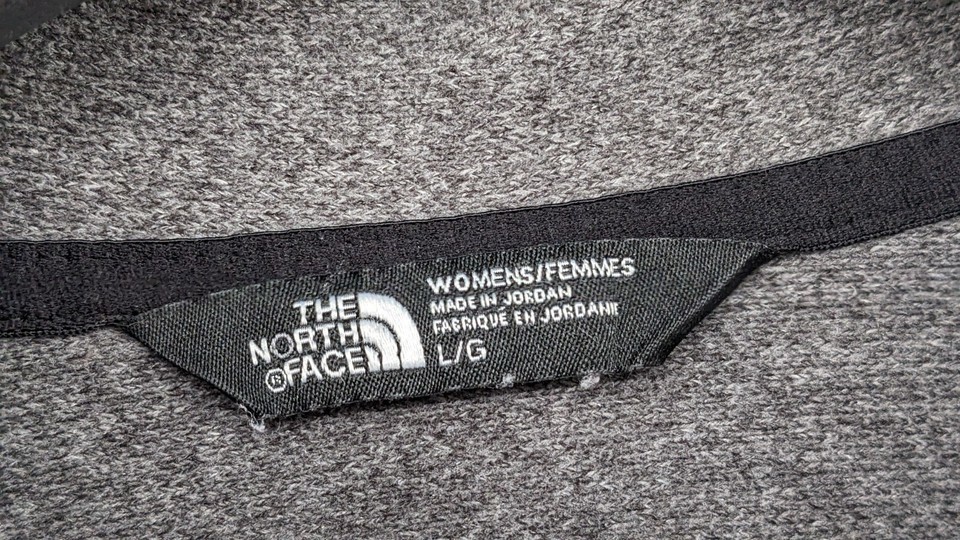 THE
NORTH
®FACE
WOMENS/FEMMES
MADE IN JORDAN
FABRIQUE EN JORDANIE
L/G